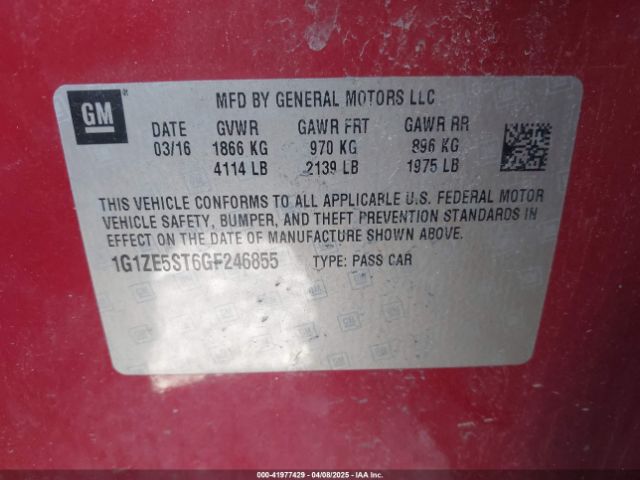 GM
MFD BY GENERAL MOTORS LLC
DATE GVWR GAWR FRT GAWR RR
03/16 1866 KG 970 KG 896 KG
4114 LB 2139 LB 1975 LB
THIS VEHICLE CONFORMS TO ALL APPLICABLE U.S. FEDERAL MOTOR
VEHICLE SAFETY, BUMPER, AND THEFT PREVENTION STANDARDS IN
EFFECT ON THE DATE OF MANUFACTURE SHOWN ABOVE.
1G1ZE5ST6GF246855 TYPE: PASS CAR
000-41977429 - 04/08/2025 - IAAI.COM